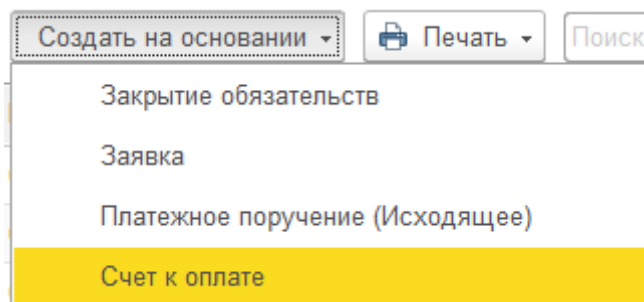 Создать на основании Печать Поиск
Закрытие обязательств
Заявка
Платежное поручение (Исходящее)
Счет к оплате